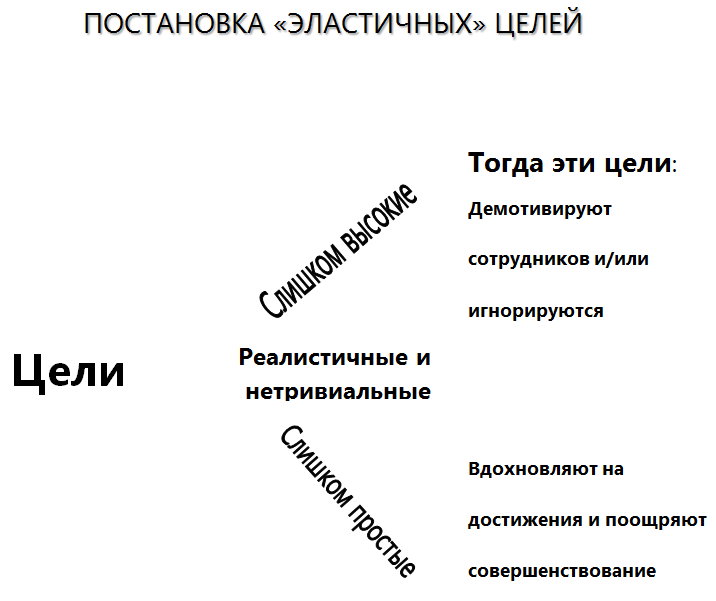 ПОСТАНОВКА «ЭЛАСТИЧНЫХ» ЦЕЛЕЙ
Тогда эти цели:
Слишком высокие
Демотивируют
сотрудников и/или
игнорируются
Цели
Реалистичные и
нетривиальные
Слишком простые
Вдохновляют на
достижения и поощряют
совершенствование